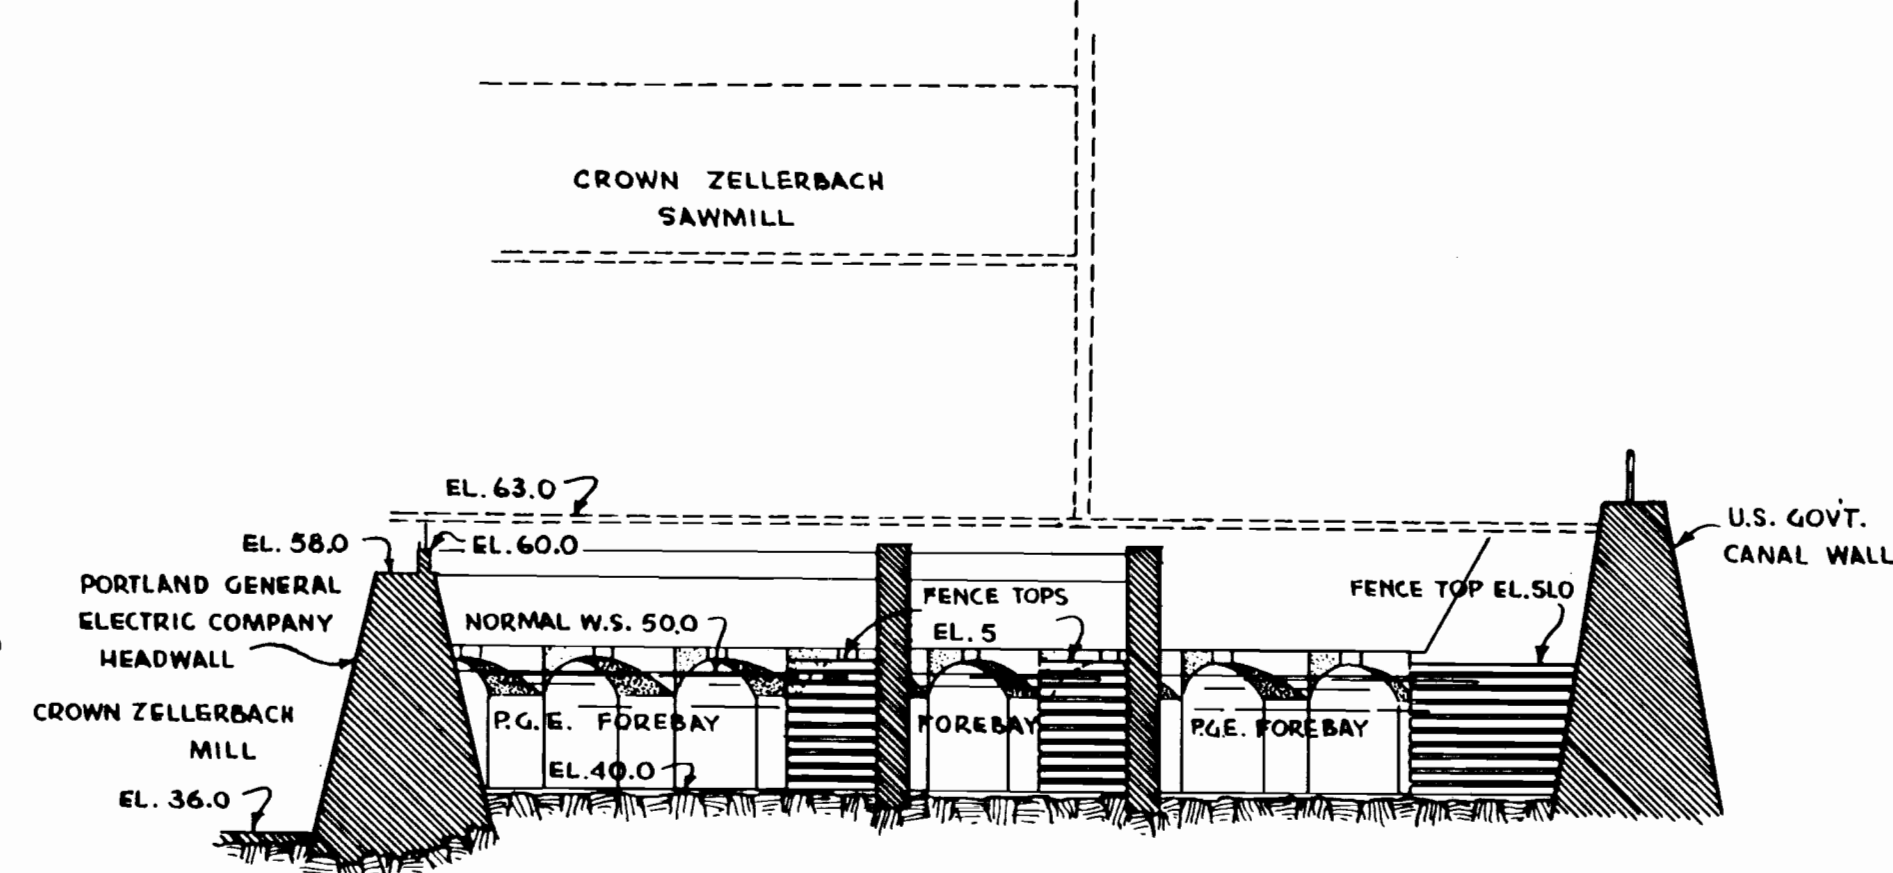 CROWN ZELLERBACH
SAWMILL
EL. 63.0
EL. 58.0
EL. 60.0
U.S. GOV'T.
CANAL WALL
PORTLAND GENERAL
ELECTRIC COMPANY
HEADWALL
NORMAL W.S. 50.0
FENCE TOPS
EL. 5
FENCE TOP EL. 51.0
CROWN ZELLERBACH
MILL
P.G.E. FOREBAY
FOREBAY
P.G.E. FOREBAY
EL. 40.0
EL. 36.0